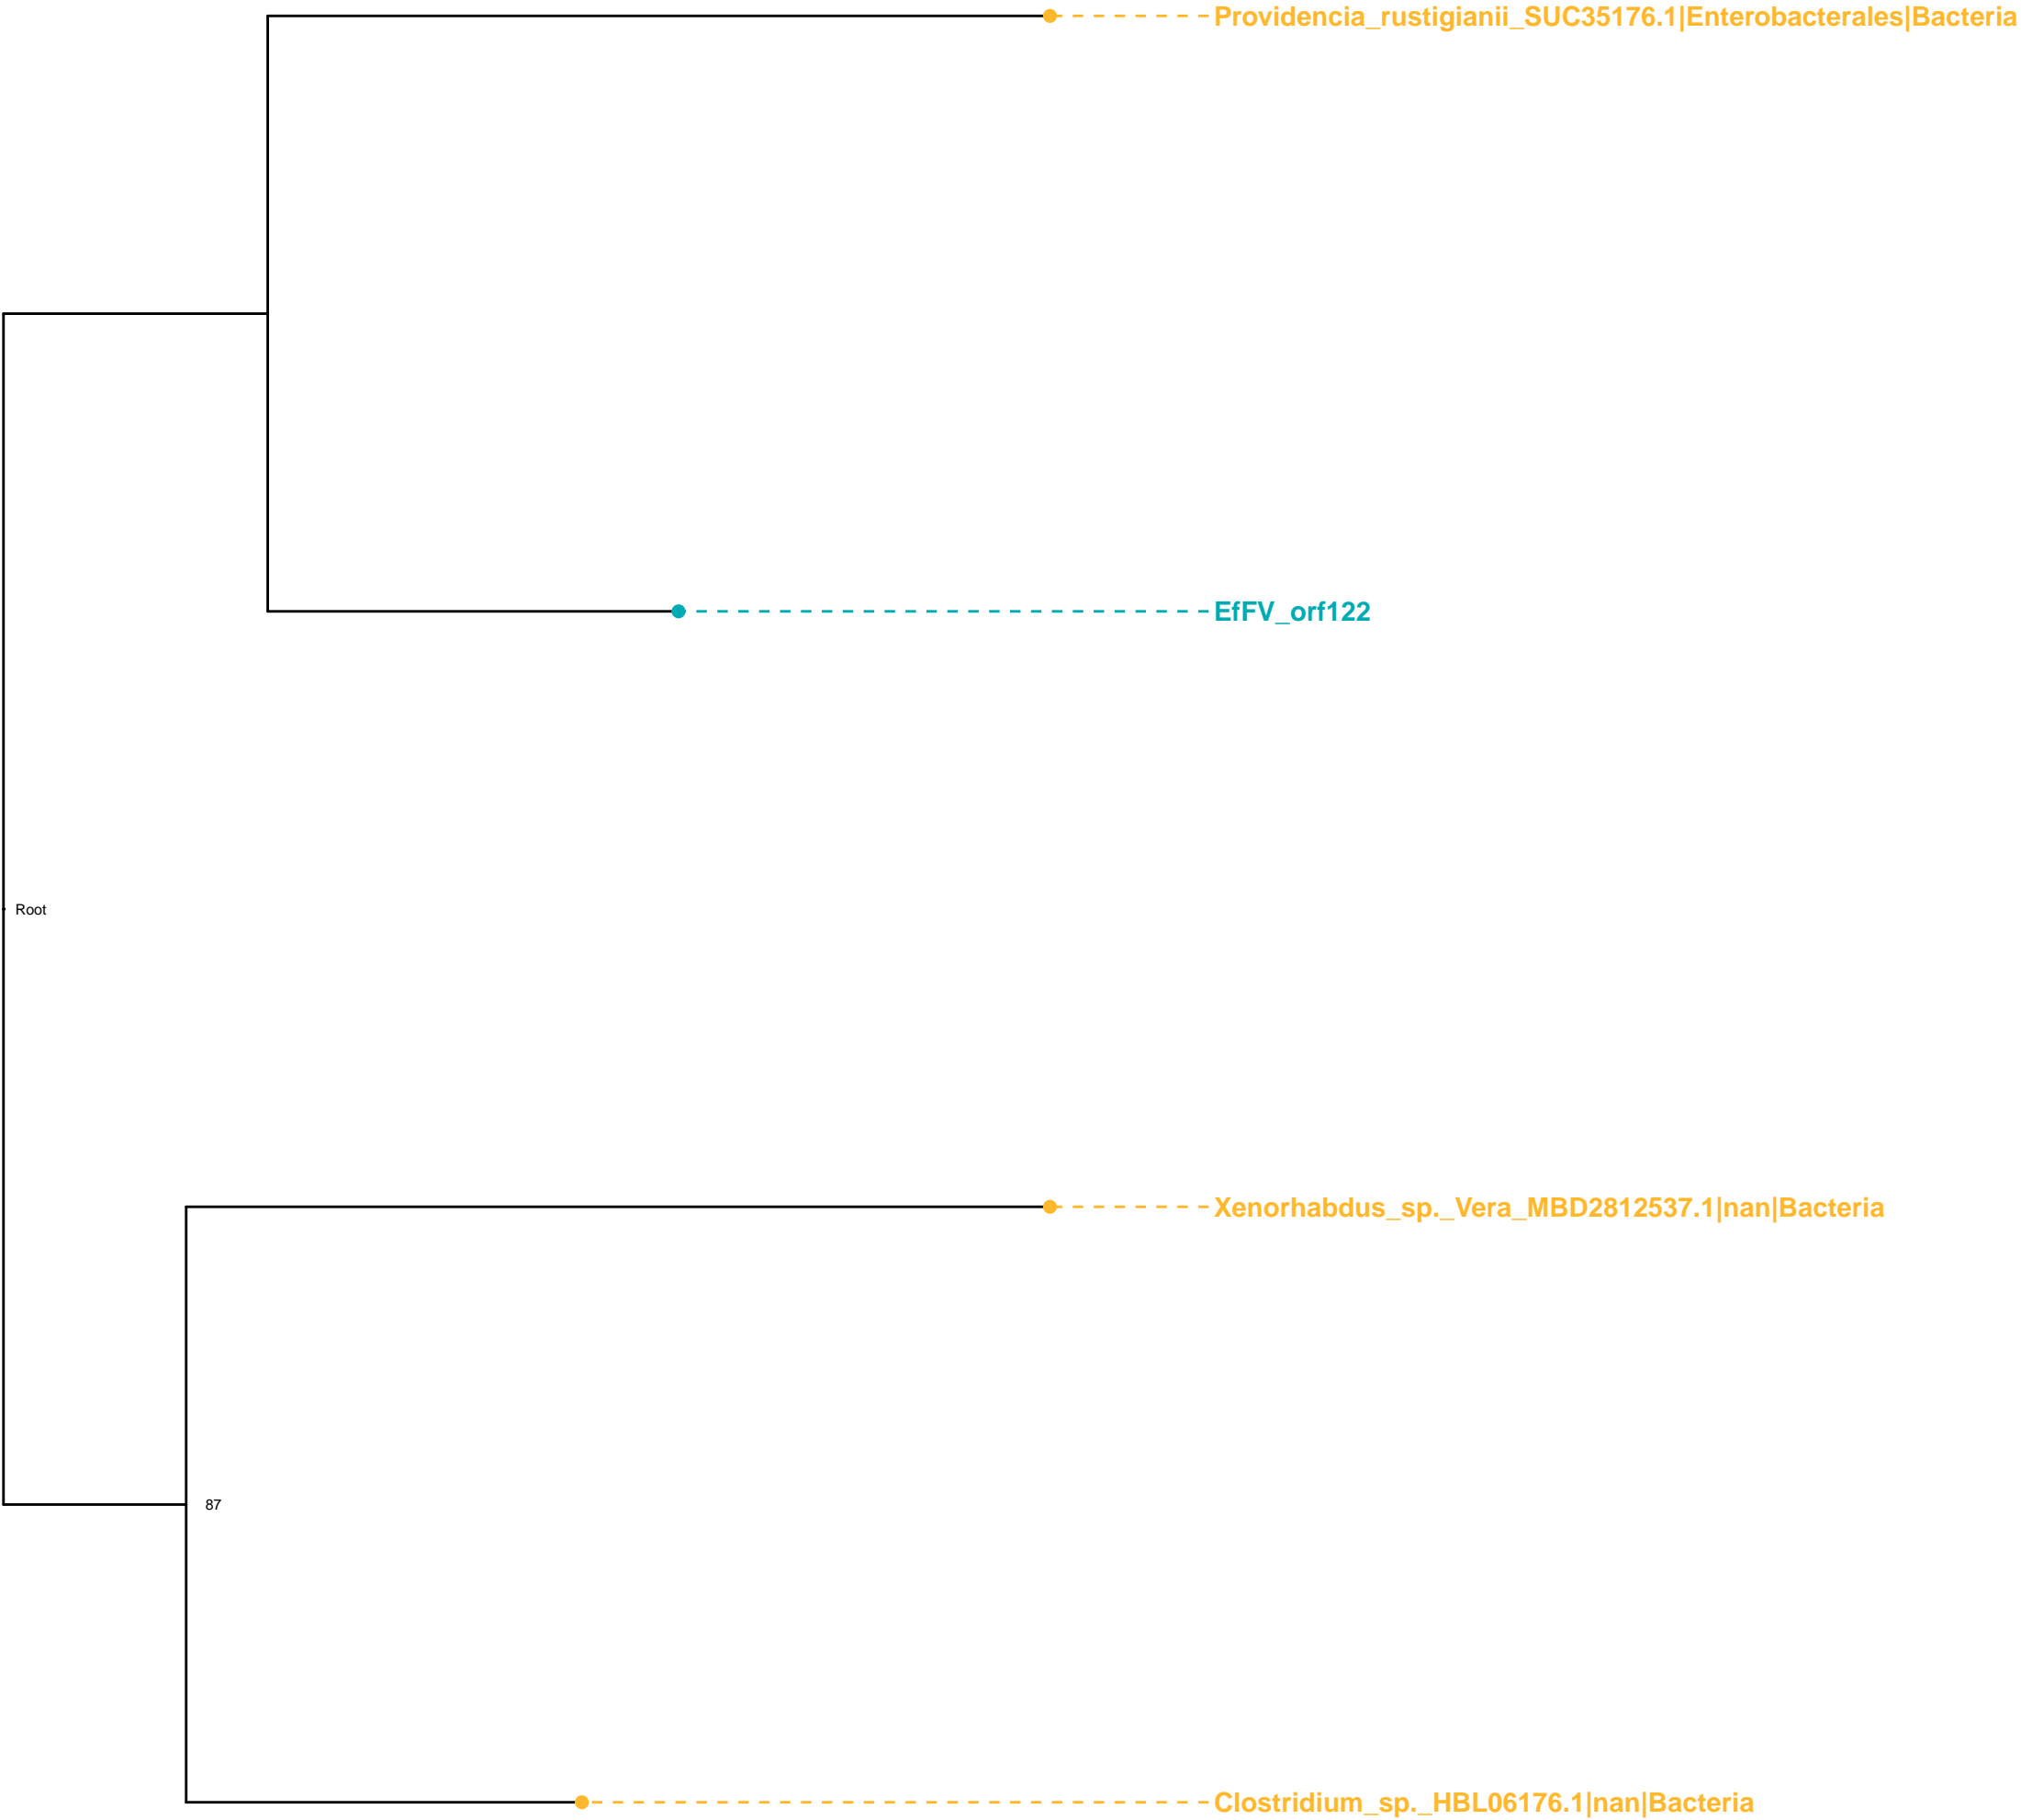 Providencia_rustigianii_SUC35176.1|Enterobacterales|Bacteria
EfFV_orf122
Root
Xenorhabdus_sp._Vera_MBD2812537.1|nan|Bacteria
87
Clostridium_sp._HBL06176.1|nan|Bacteria